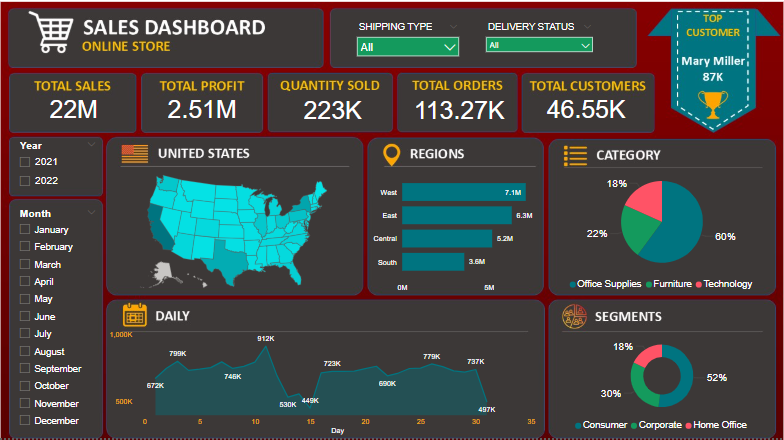 SALES DASHBOARD
ONLINE STORE
SHIPPING TYPE
All
DELIVERY STATUS
All
TOP
CUSTOMER
Mary Miller
87K
TOTAL SALES
22M
TOTAL PROFIT
2.51M
QUANTITY SOLD
223K
TOTAL ORDERS
113.27K
TOTAL CUSTOMERS
46.55K
Year
2021
2022
Month
January
February
March
April
May
June
July
August
September
October
November
December
UNITED STATES
REGIONS
West 7.1M
East 6.3M
Central 5.2M
South 3.6M
0M 5M
CATEGORY
18%
22%
60%
Office Supplies Furniture Technology
DAILY
1,000K
500K
672K
799K
746K
912K
530K
449K
723K
690K
779K
737K
497K
0 5 10 15 20 25 30 35
Day
SEGMENTS
18%
30%
52%
Consumer Corporate Home Office